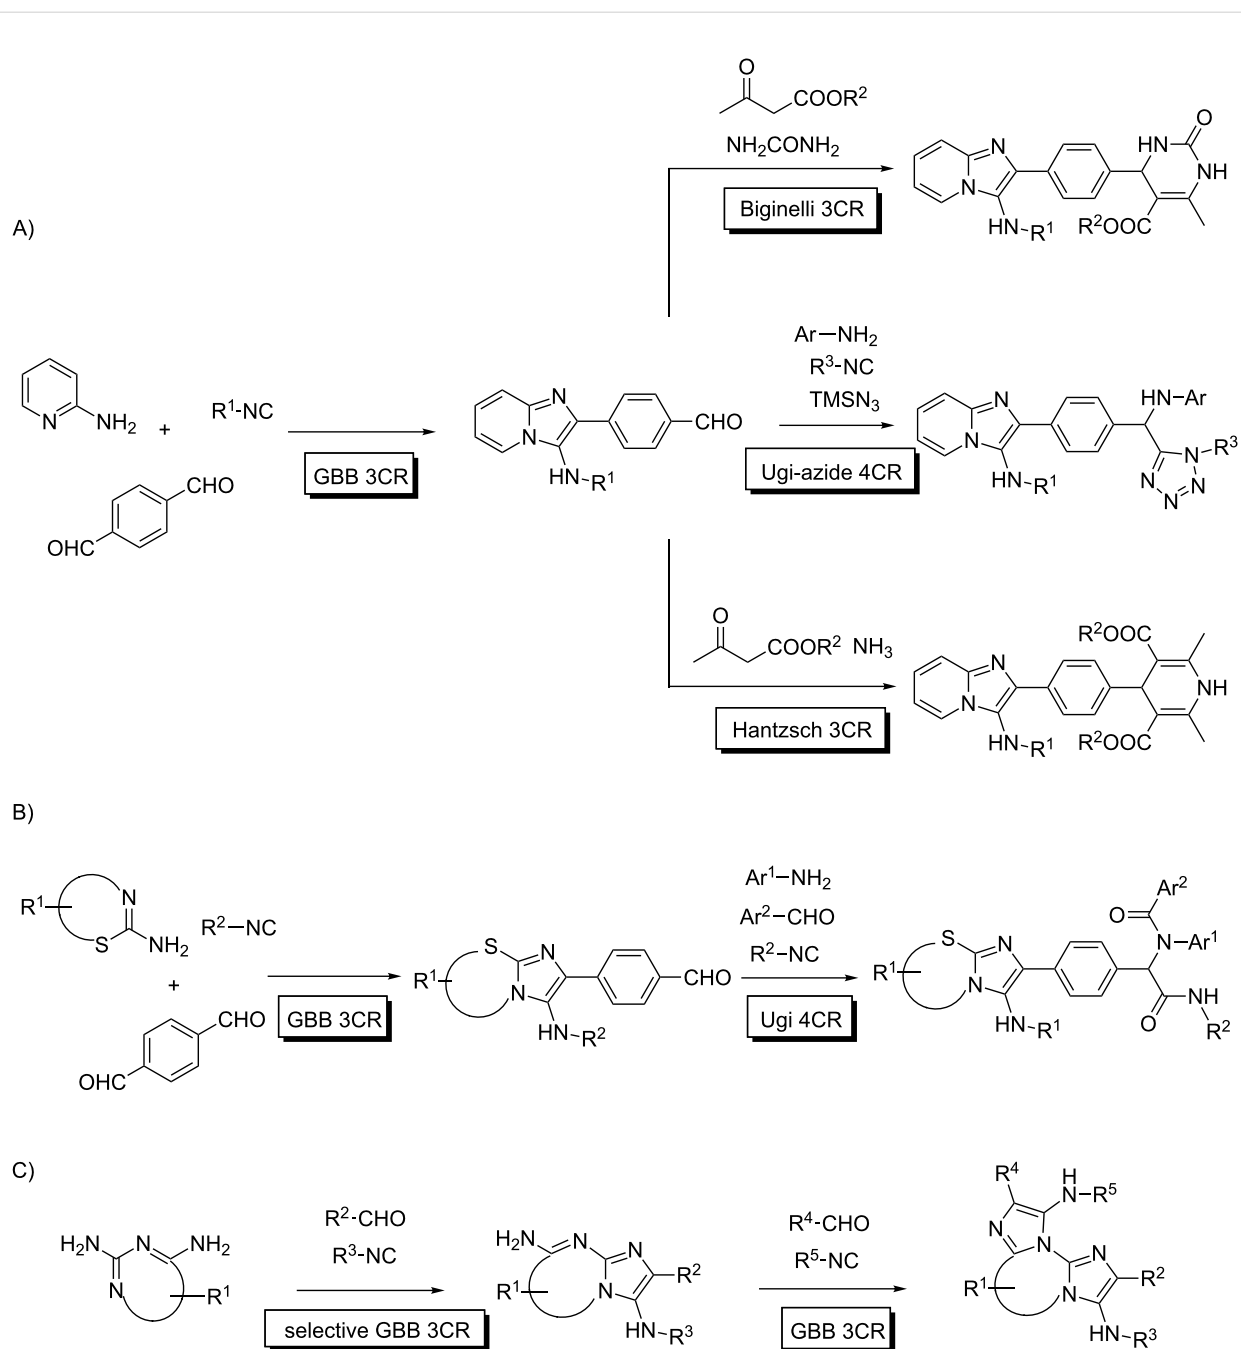 O
COOR²
NH₂CONH₂
Biginelli 3CR
N
N
HN-R¹
HN
O
NH
R²OOC
A)
N
NH₂
+
R¹-NC
CHO
OHC
GBB 3CR
N
N
HN-R¹
CHO
Ar-NH₂
R³-NC
TMSN₃
Ugi-azide 4CR
N
N
HN-R¹
HN-Ar
R³
N
N
N
N
O
COOR² NH₃
Hantzsch 3CR
N
N
HN-R¹
R²OOC
NH
R²OOC
B)
R¹
N
S
NH₂
+
R²-NC
CHO
OHC
GBB 3CR
R¹
S
N
N
HN-R²
CHO
Ar¹-NH₂
Ar²-CHO
R²-NC
Ugi 4CR
R¹
S
N
N
HN-R¹
Ar²
O
N-Ar¹
NH
O
R²
C)
H₂N
N
NH₂
N
R¹
R²-CHO
R³-NC
selective GBB 3CR
H₂N
N
N
R²
R¹
N
HN-R³
R⁴-CHO
R⁵-NC
GBB 3CR
R⁴
H
N-R⁵
N
N
N
R²
R¹
N
HN-R³